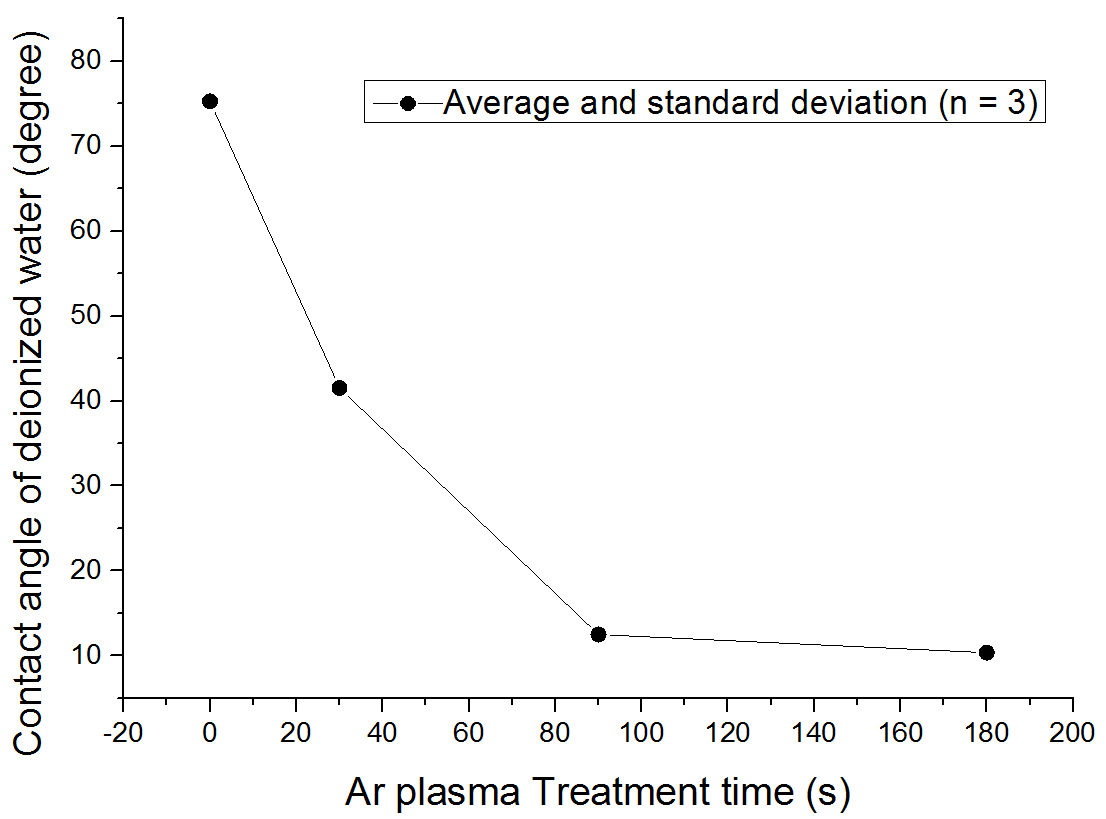 Contact angle of deionized water (degree)
80
70
60
50
40
30
20
10
Average and standard deviation (n = 3)
-20 0 20 40 60 80 100 120 140 160 180 200
Ar plasma Treatment time (s)